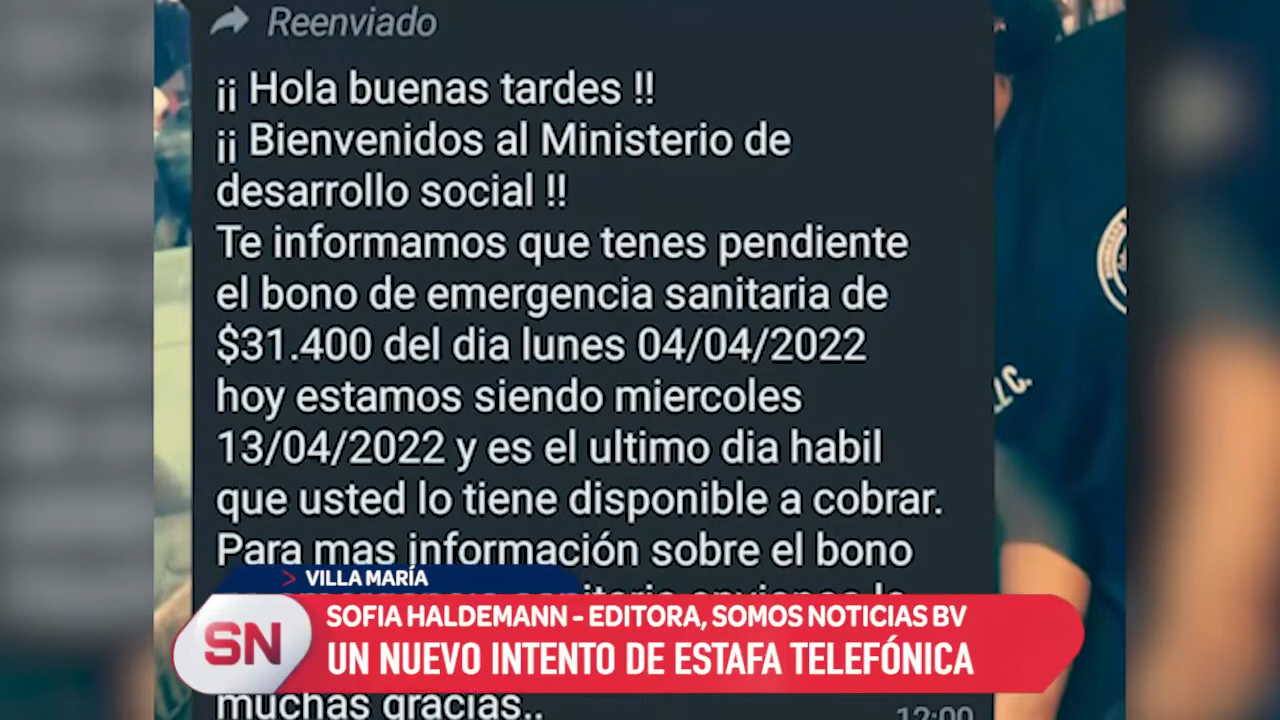 Reenviado
¡¡ Hola buenas tardes !!
¡¡ Bienvenidos al Ministerio de
desarrollo social !!
Te informamos que tenes pendiente
el bono de emergencia sanitaria de
$31.400 del dia lunes 04/04/2022
hoy estamos siendo miercoles
13/04/2022 y es el ultimo dia habil
que usted lo tiene disponible a cobrar.
Para mas información sobre el bono
> VILLA MARÍA
SN
SOFIA HALDEMANN - EDITORA, SOMOS NOTICIAS BV
UN NUEVO INTENTO DE ESTAFA TELEFÓNICA
muchas gracias..
12:00